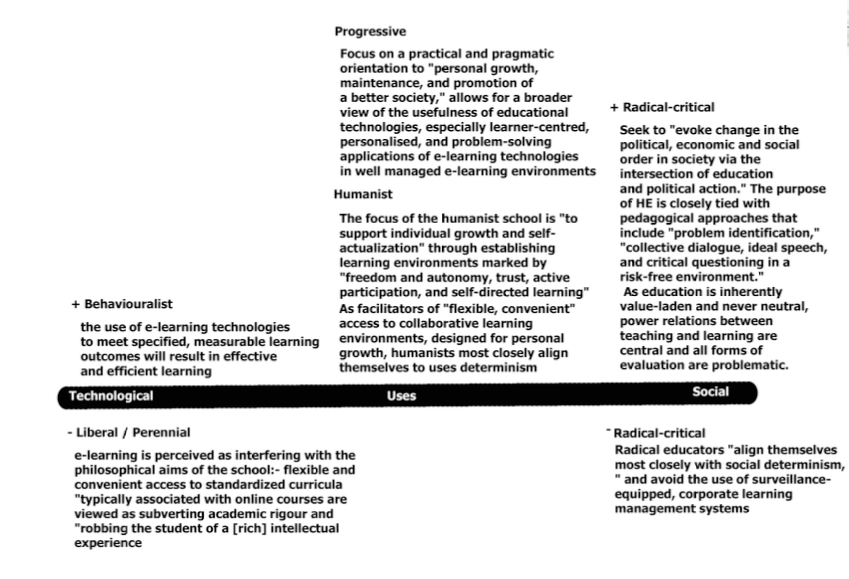 Progressive
Focus on a practical and pragmatic
orientation to "personal growth,
maintenance, and promotion of
a better society," allows for a broader
view of the usefulness of educational
technologies, especially learner-centred,
personalised, and problem-solving
applications of e-learning technologies
in well managed e-learning environments
Humanist
The focus of the humanist school is "to
support individual growth and self-
actualization" through establishing
learning environments marked by
"freedom and autonomy, trust, active
participation, and self-directed learning"
As facilitators of "flexible, convenient"
access to collaborative learning
environments, designed for personal
growth, humanists most closely align
themselves to uses determinism
+ Radical-critical
Seek to "evoke change in the
political, economic and social
order in society via the
intersection of education
and political action." The purpose
of HE is closely tied with
pedagogical approaches that
include "problem identification,"
"collective dialogue, ideal speech,
and critical questioning in a
risk-free environment."
As education is inherently
value-laden and never neutral,
power relations between
teaching and learning are
central and all forms of
evaluation are problematic.
+ Behaviouralist
the use of e-learning technologies
to meet specified, measurable learning
outcomes will result in effective
and efficient learning
Technological
Uses
Social
- Liberal / Perennial
e-learning is perceived as interfering with the
philosophical aims of the school:- flexible and
convenient access to standardized curricula
"typically associated with online courses are
viewed as subverting academic rigour and
"robbing the student of a [rich] intellectual
experience
- Radical-critical
Radical educators "align themselves
most closely with social determinism,
" and avoid the use of surveillance-
equipped, corporate learning
management systems